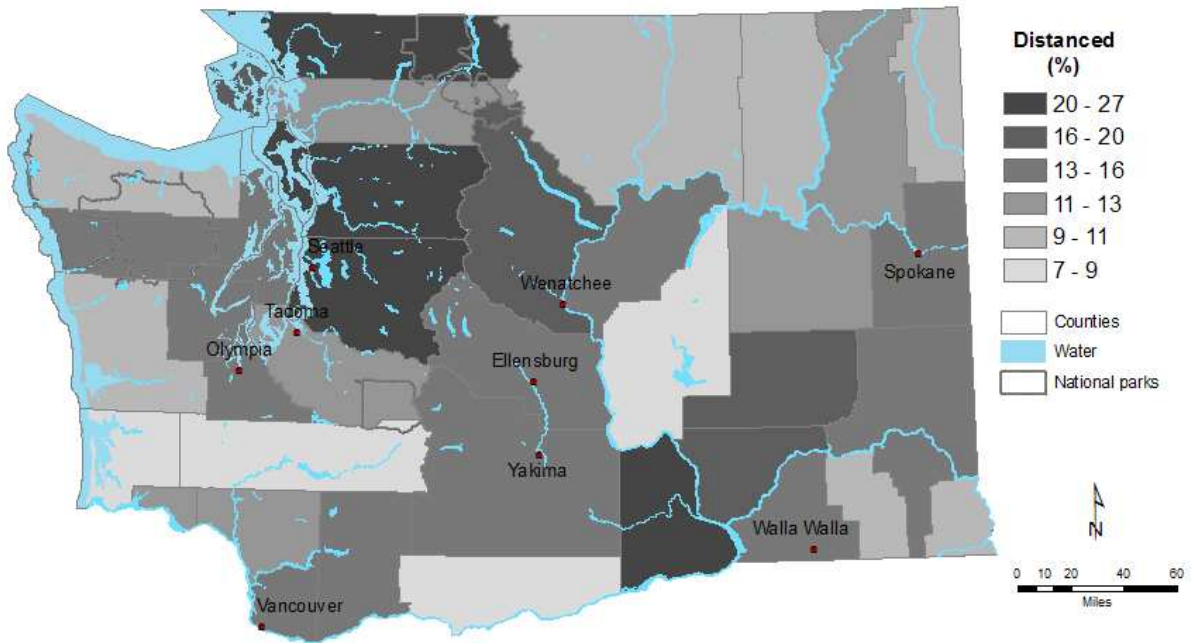 Seattle
Tacoma
Olympia
Wenatchee
Ellensburg
Yakima
Spokane
Walla Walla
Vancouver
Distanced
(%)
20 - 27
16 - 20
13 - 16
11 - 13
9 - 11
7 - 9
Counties
Water
National parks
N
0 10 20 40 60
Miles